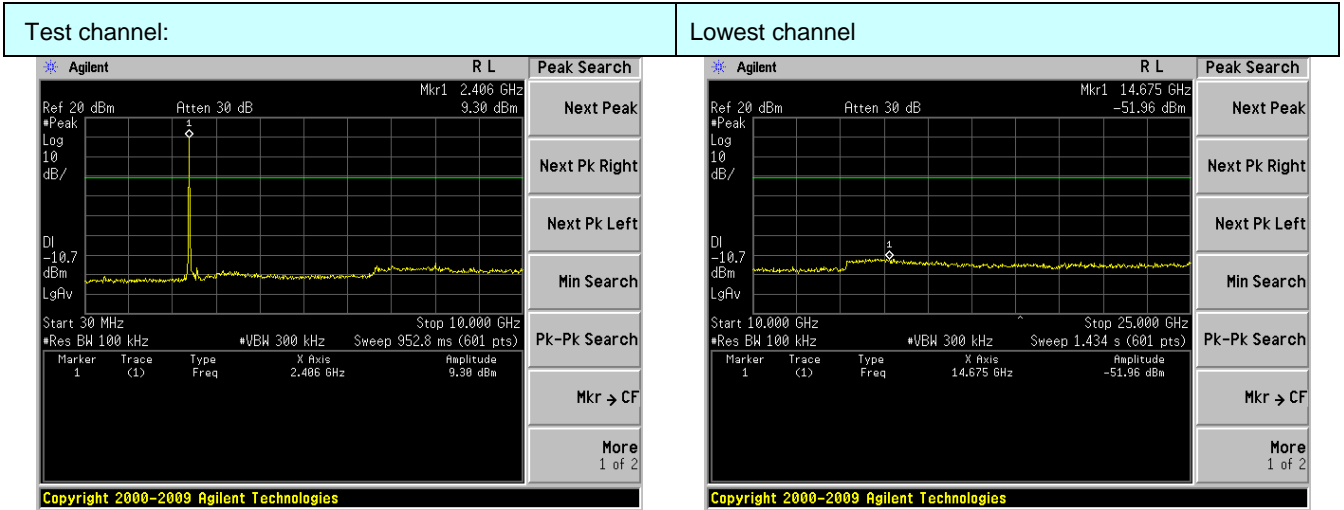 Test channel:
Lowest channel
Agilent
R L
Peak Search
Mkr1 2.406 GHz
Ref 20 dBm Atten 30 dB 9.30 dBm
#Peak
1
Log
10
dB/
DI
-10.7
dBm
LgAv
Start 30 MHz Stop 10.000 GHz
#Res BW 100 kHz #VBW 300 kHz Sweep 952.8 ms (601 pts)
Marker Trace Type X Axis Amplitude
1 (1) Freq 2.406 GHz 9.30 dBm
Next Peak
Next Pk Right
Next Pk Left
Min Search
Pk-Pk Search
Mkr → CF
More
1 of 2
Copyright 2000-2009 Agilent Technologies
Agilent
R L
Peak Search
Mkr1 14.675 GHz
Ref 20 dBm Atten 30 dB -51.96 dBm
#Peak
Log
10
dB/
1
DI
-10.7
dBm
LgAv
Start 10.000 GHz Stop 25.000 GHz
#Res BW 100 kHz #VBW 300 kHz Sweep 1.434 s (601 pts)
Marker Trace Type X Axis Amplitude
1 (1) Freq 14.675 GHz -51.96 dBm
Next Peak
Next Pk Right
Next Pk Left
Min Search
Pk-Pk Search
Mkr → CF
More
1 of 2
Copyright 2000-2009 Agilent Technologies